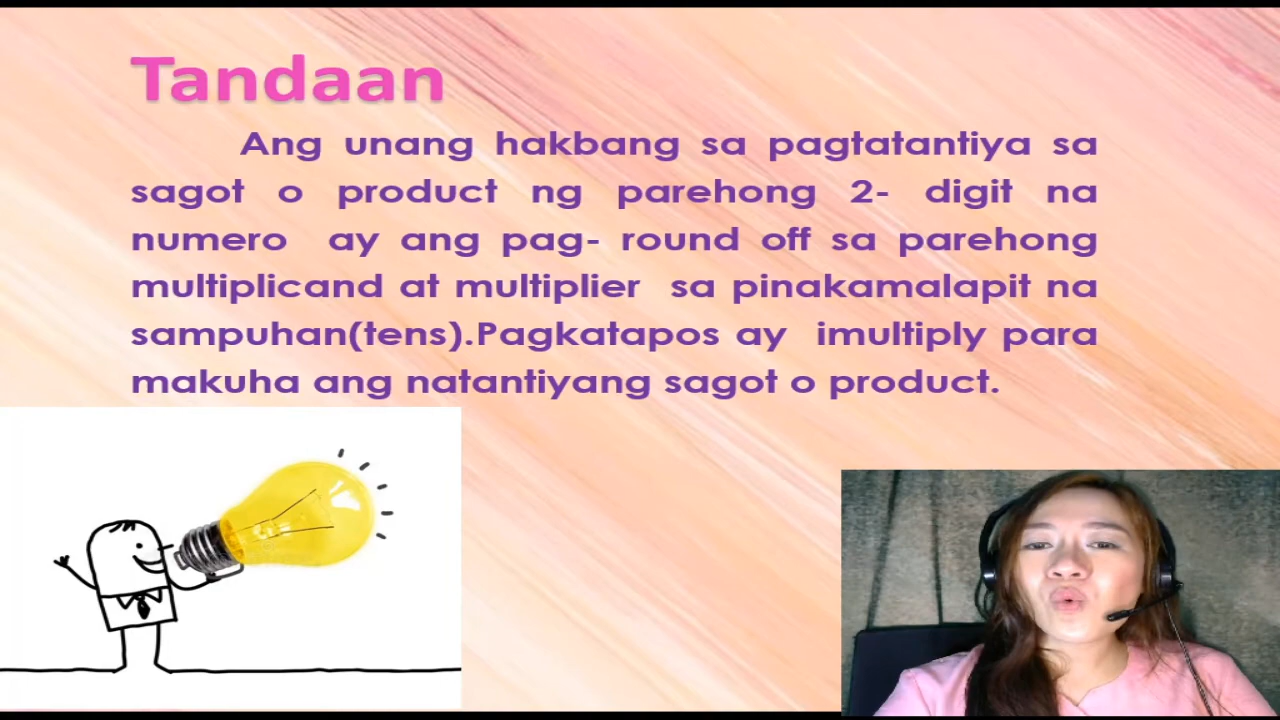 Tandaan
Ang unang hakbang sa pagtatantiya sa
sagot o product ng parehong 2- digit na
numero ay ang pag- round off sa parehong
multiplicand at multiplier sa pinakamalapit na
sampuhan(tens).Pagkatapos ay imultiply para
makuha ang natantiyang sagot o product.